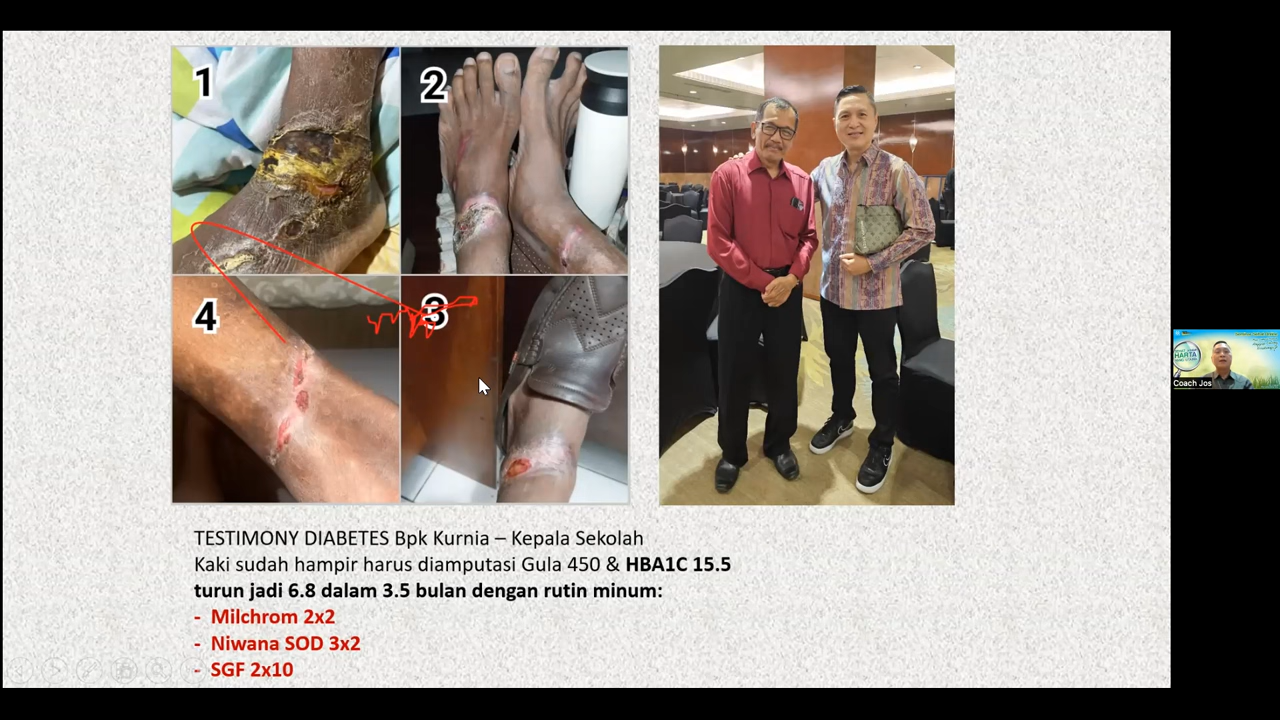 1
2
4
3
TESTIMONY DIABETES Bpk Kurnia – Kepala Sekolah
Kaki sudah hampir harus diamputasi Gula 450 & HBA1C 15.5
turun jadi 6.8 dalam 3.5 bulan dengan rutin minum:
- Milchrom 2x2
- Niwana SOD 3x2
- SGF 2x10
HARTA
Coach Jos